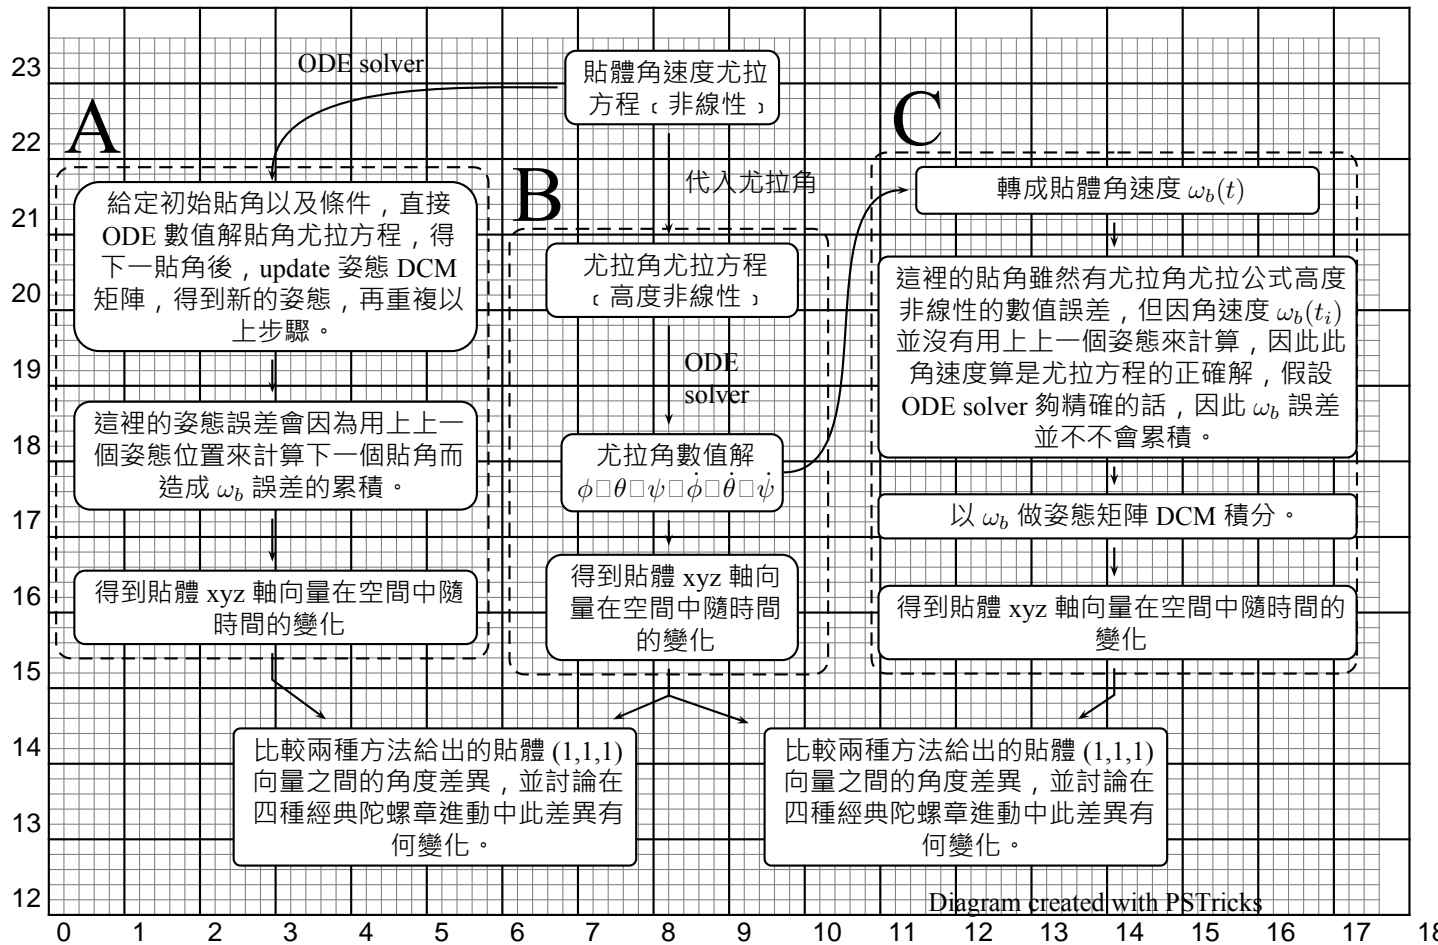 ODE solver
貼體角速度尤拉
方程﹝非線性﹞
A
給定初始貼角以及條件，直接
ODE 數值解貼角尤拉方程，得
下一貼角後，update 姿態 DCM
矩陣，得到新的姿態，再重複以
上步驟。
這裡的姿態誤差會因為用上上一
個姿態位置來計算下一個貼角而
造成 ω_b 誤差的累積。
得到貼體 xyz 軸向量在空間中隨
時間的變化
代入尤拉角
B
尤拉角尤拉方程
﹝高度非線性﹞
ODE
solver
尤拉角數值解
ϕ□θ□ψ□ϕ̇□θ̇□ψ̇
得到貼體 xyz 軸向
量在空間中隨時間
的變化
C
轉成貼體角速度 ω_b(t)
這裡的貼角雖然有尤拉角尤拉公式高度
非線性的數值誤差，但因角速度 ω_b(t_i)
並沒有用上上一個姿態來計算，因此此
角速度算是尤拉方程的正確解，假設
ODE solver 夠精確的話，因此 ω_b 誤差
並不不會累積。
以 ω_b 做姿態矩陣 DCM 積分。
得到貼體 xyz 軸向量在空間中隨時間的
變化
比較兩種方法給出的貼體 (1,1,1)
向量之間的角度差異，並討論在
四種經典陀螺章進動中此差異有
何變化。
比較兩種方法給出的貼體 (1,1,1)
向量之間的角度差異，並討論在
四種經典陀螺章進動中此差異有
何變化。
Diagram created with PSTricks
23
22
21
20
19
18
17
16
15
14
13
12
0 1 2 3 4 5 6 7 8 9 10 11 12 13 14 15 16 17 18